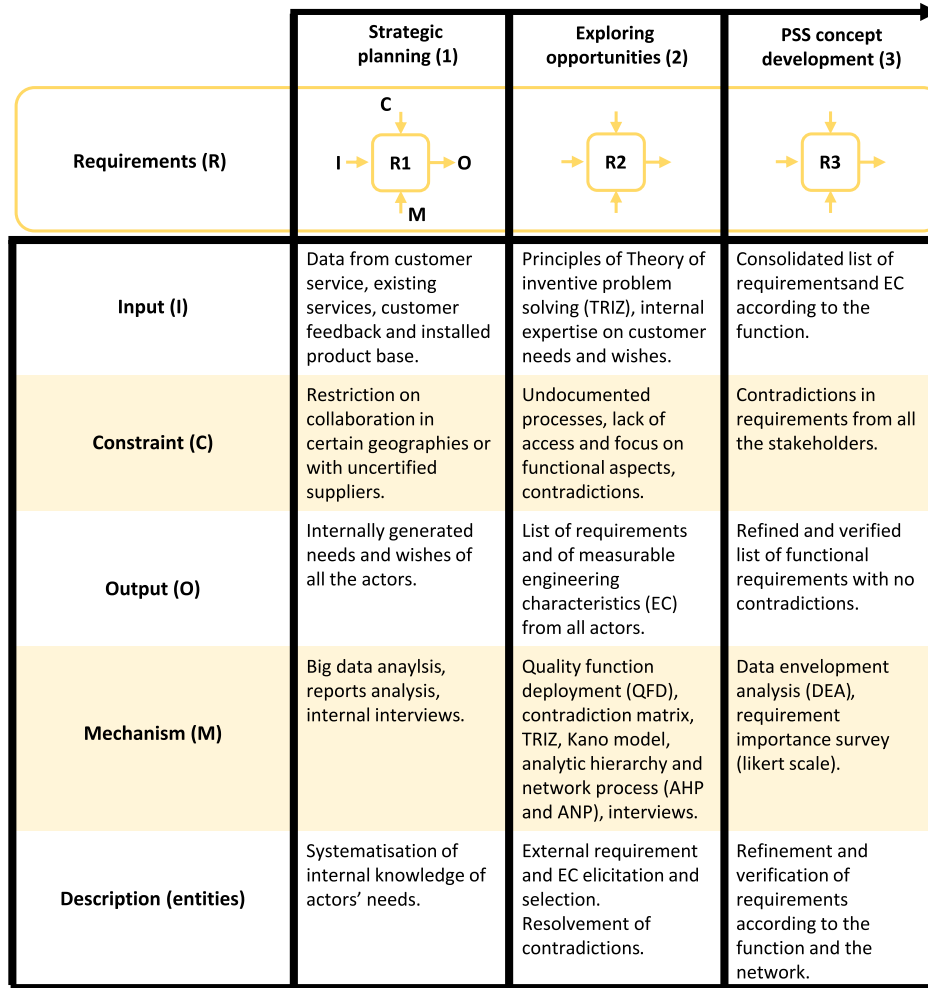 Strategic
planning (1)
Exploring
opportunities (2)
PSS concept
development (3)
Requirements (R)
C
I
R1
O
M
R2
R3
Input (I)
Data from customer
service, existing
services, customer
feedback and installed
product base.
Principles of Theory of
inventive problem
solving (TRIZ), internal
expertise on customer
needs and wishes.
Consolidated list of
requirementsand EC
according to the
function.
Constraint (C)
Restriction on
collaboration in
certain geographies or
with uncertified
suppliers.
Undocumented
processes, lack of
access and focus on
functional aspects,
contradictions.
Contradictions in
requirements from all
the stakeholders.
Output (O)
Internally generated
needs and wishes of
all the actors.
List of requirements
and of measurable
engineering
characteristics (EC)
from all actors.
Refined and verified
list of functional
requirements with no
contradictions.
Mechanism (M)
Big data anaylsis,
reports analysis,
internal interviews.
Quality function
deployment (QFD),
contradiction matrix,
TRIZ, Kano model,
analytic hierarchy and
network process (AHP
and ANP), interviews.
Data envelopment
analysis (DEA),
requirement
importance survey
(likert scale).
Description (entities)
Systematisation of
internal knowledge of
actors’ needs.
External requirement
and EC elicitation and
selection.
Resolvement of
contradictions.
Refinement and
verification of
requirements
according to the
function and the
network.